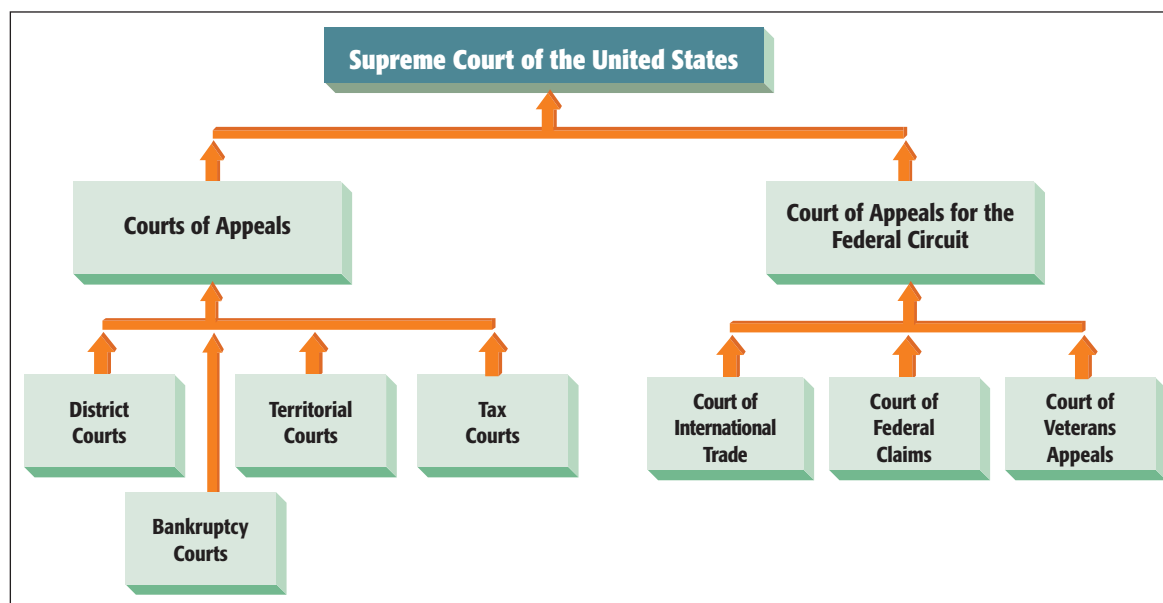 Supreme Court of the United States
Courts of Appeals
Court of Appeals for the
Federal Circuit
District
Courts
Territorial
Courts
Tax
Courts
Court of
International
Trade
Court of
Federal
Claims
Court of
Veterans
Appeals
Bankruptcy
Courts